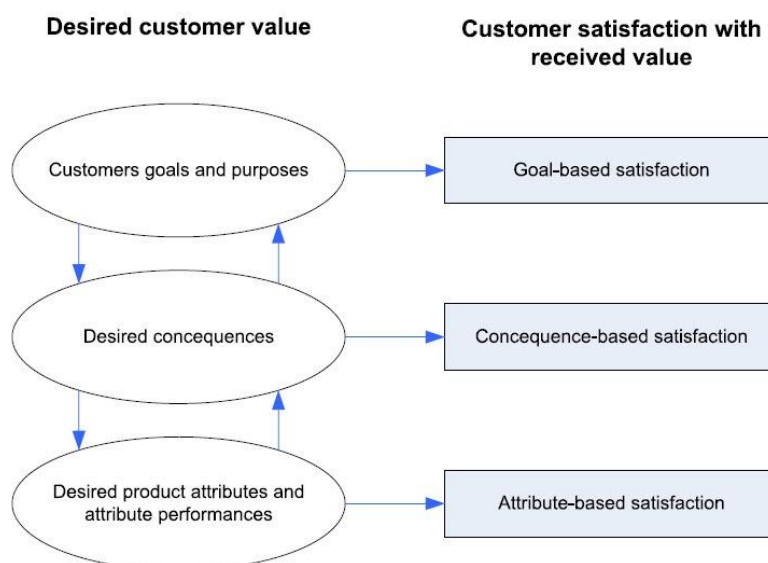 Desired customer value
Customer satisfaction with
received value
Customers goals and purposes
Goal-based satisfaction
Desired concequences
Concequence-based satisfaction
Desired product attributes and
attribute performances
Attribute-based satisfaction